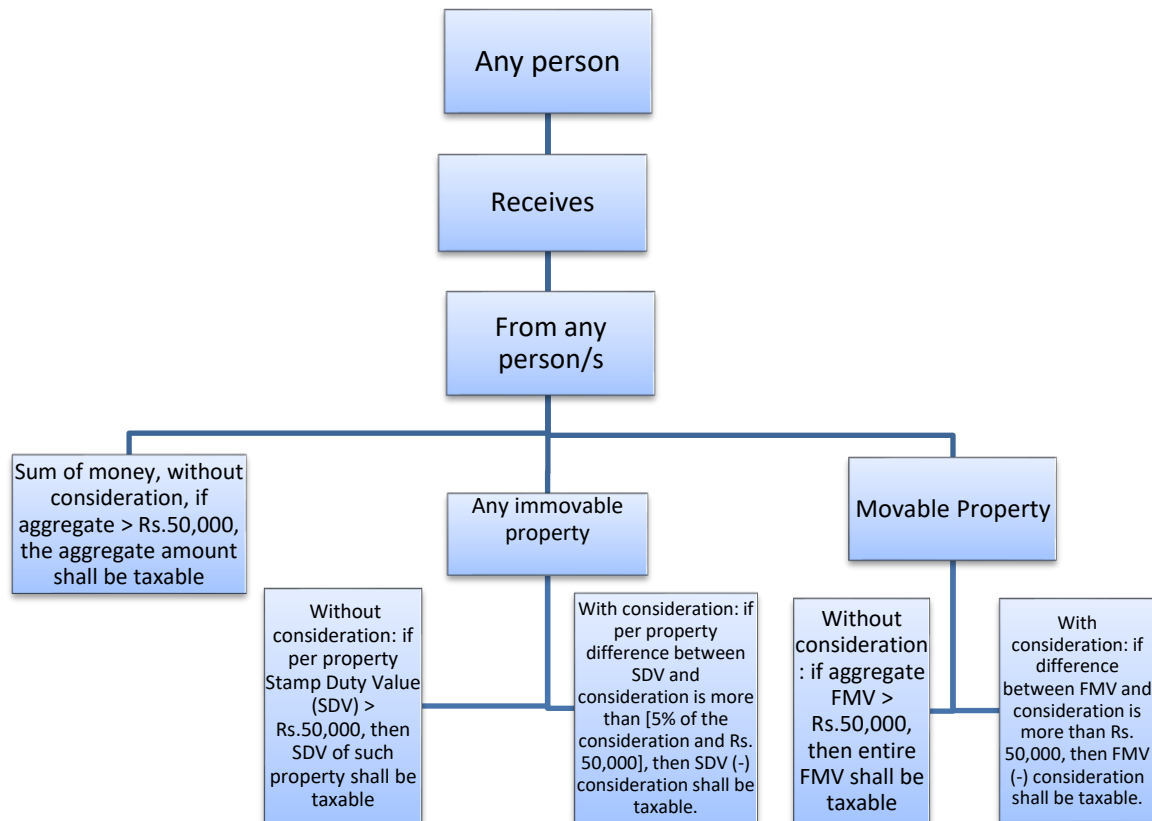 Any person
Receives
From any
person/s
Sum of money, without
consideration, if
aggregate > Rs.50,000,
the aggregate amount
shall be taxable
Any immovable
property
Movable Property
Without
consideration: if
per property
Stamp Duty Value
(SDV) >
Rs.50,000, then
SDV of such
property shall be
taxable
With consideration: if
per property
difference between
SDV and
consideration is more
than [5% of the
consideration and Rs.
50,000], then SDV (-)
consideration shall be
taxable.
Without
consideration
: if aggregate
FMV >
Rs.50,000,
then entire
FMV shall be
taxable
With
consideration: if
difference
between FMV and
consideration is
more than Rs.
50,000, then FMV
(-) consideration
shall be taxable.